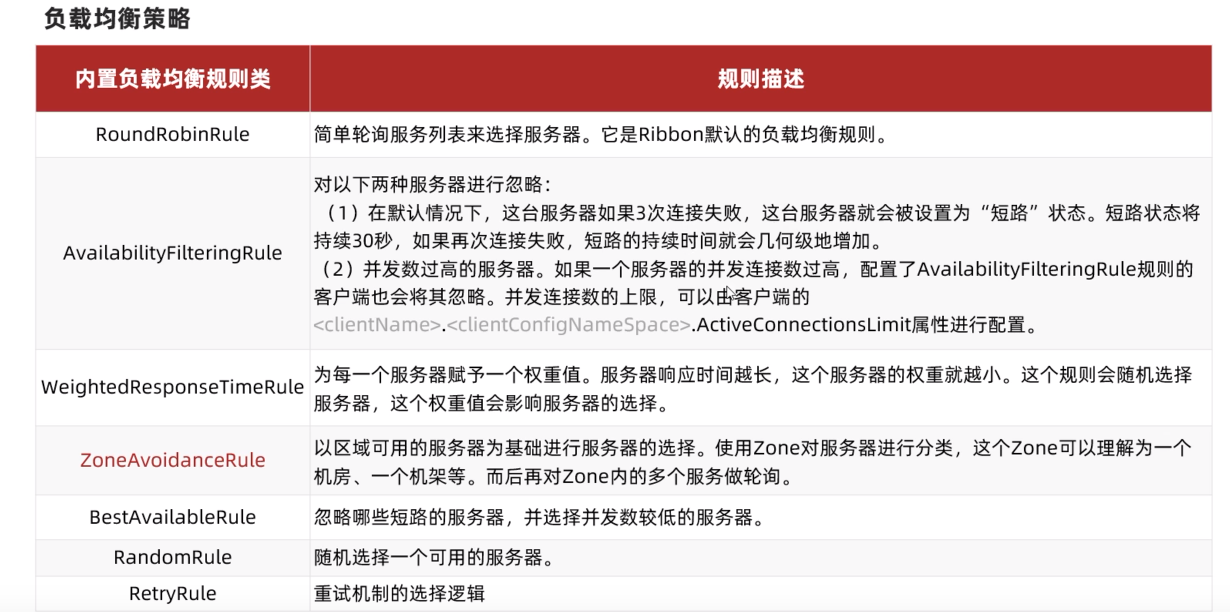 负载均衡策略
内置负载均衡规则类
规则描述
RoundRobinRule
简单轮询服务列表来选择服务器。它是Ribbon默认的负载均衡规则。
AvailabilityFilteringRule
对以下两种服务器进行忽略：
（1）在默认情况下，这台服务器如果3次连接失败，这台服务器就会被设置为“短路”状态。短路状态将
持续30秒，如果再次连接失败，短路的持续时间就会几何级地增加。
（2）并发数过高的服务器。如果一个服务器的并发连接数过高，配置了AvailabilityFilteringRule规则的
客户端也会将其忽略。并发连接数的上限，可以由客户端的
<clientName>.<clientConfigNameSpace>.ActiveConnectionsLimit属性进行配置。
WeightedResponseTimeRule
为每一个服务器赋予一个权重值。服务器响应时间越长，这个服务器的权重就越小。这个规则会随机选择
服务器，这个权重值会影响服务器的选择。
ZoneAvoidanceRule
以区域可用的服务器为基础进行服务器的选择。使用Zone对服务器进行分类，这个Zone可以理解为一个
机房、一个机架等。而后再对Zone内的多个服务做轮询。
BestAvailableRule
忽略哪些短路的服务器，并选择并发数较低的服务器。
RandomRule
随机选择一个可用的服务器。
RetryRule
重试机制的选择逻辑